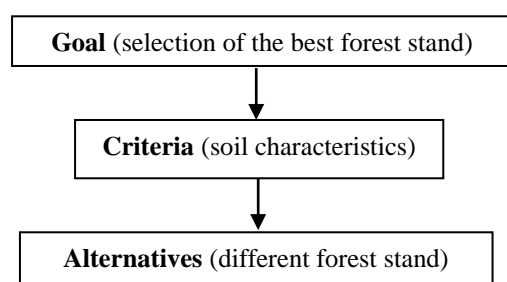 Goal (selection of the best forest stand)
Criteria (soil characteristics)
Alternatives (different forest stand)